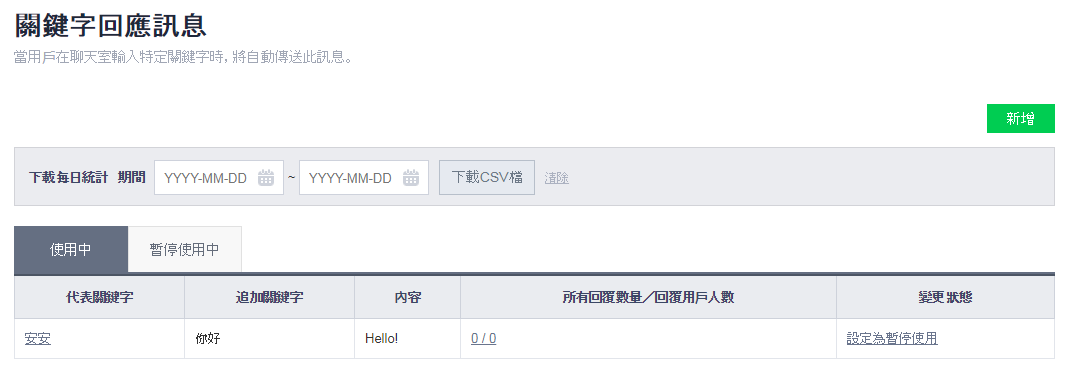 關鍵字回應訊息
當用戶在聊天室輸入特定關鍵字時，將自動傳送此訊息。
新增
下載每日統計 期間 YYYY-MM-DD ~ YYYY-MM-DD 下載CSV檔 清除
使用中 暫停使用中
代表關鍵字 追加關鍵字 內容 所有回覆數量／回覆用戶人數 變更狀態
安安 你好 Hello! 0 / 0 設定為暫停使用